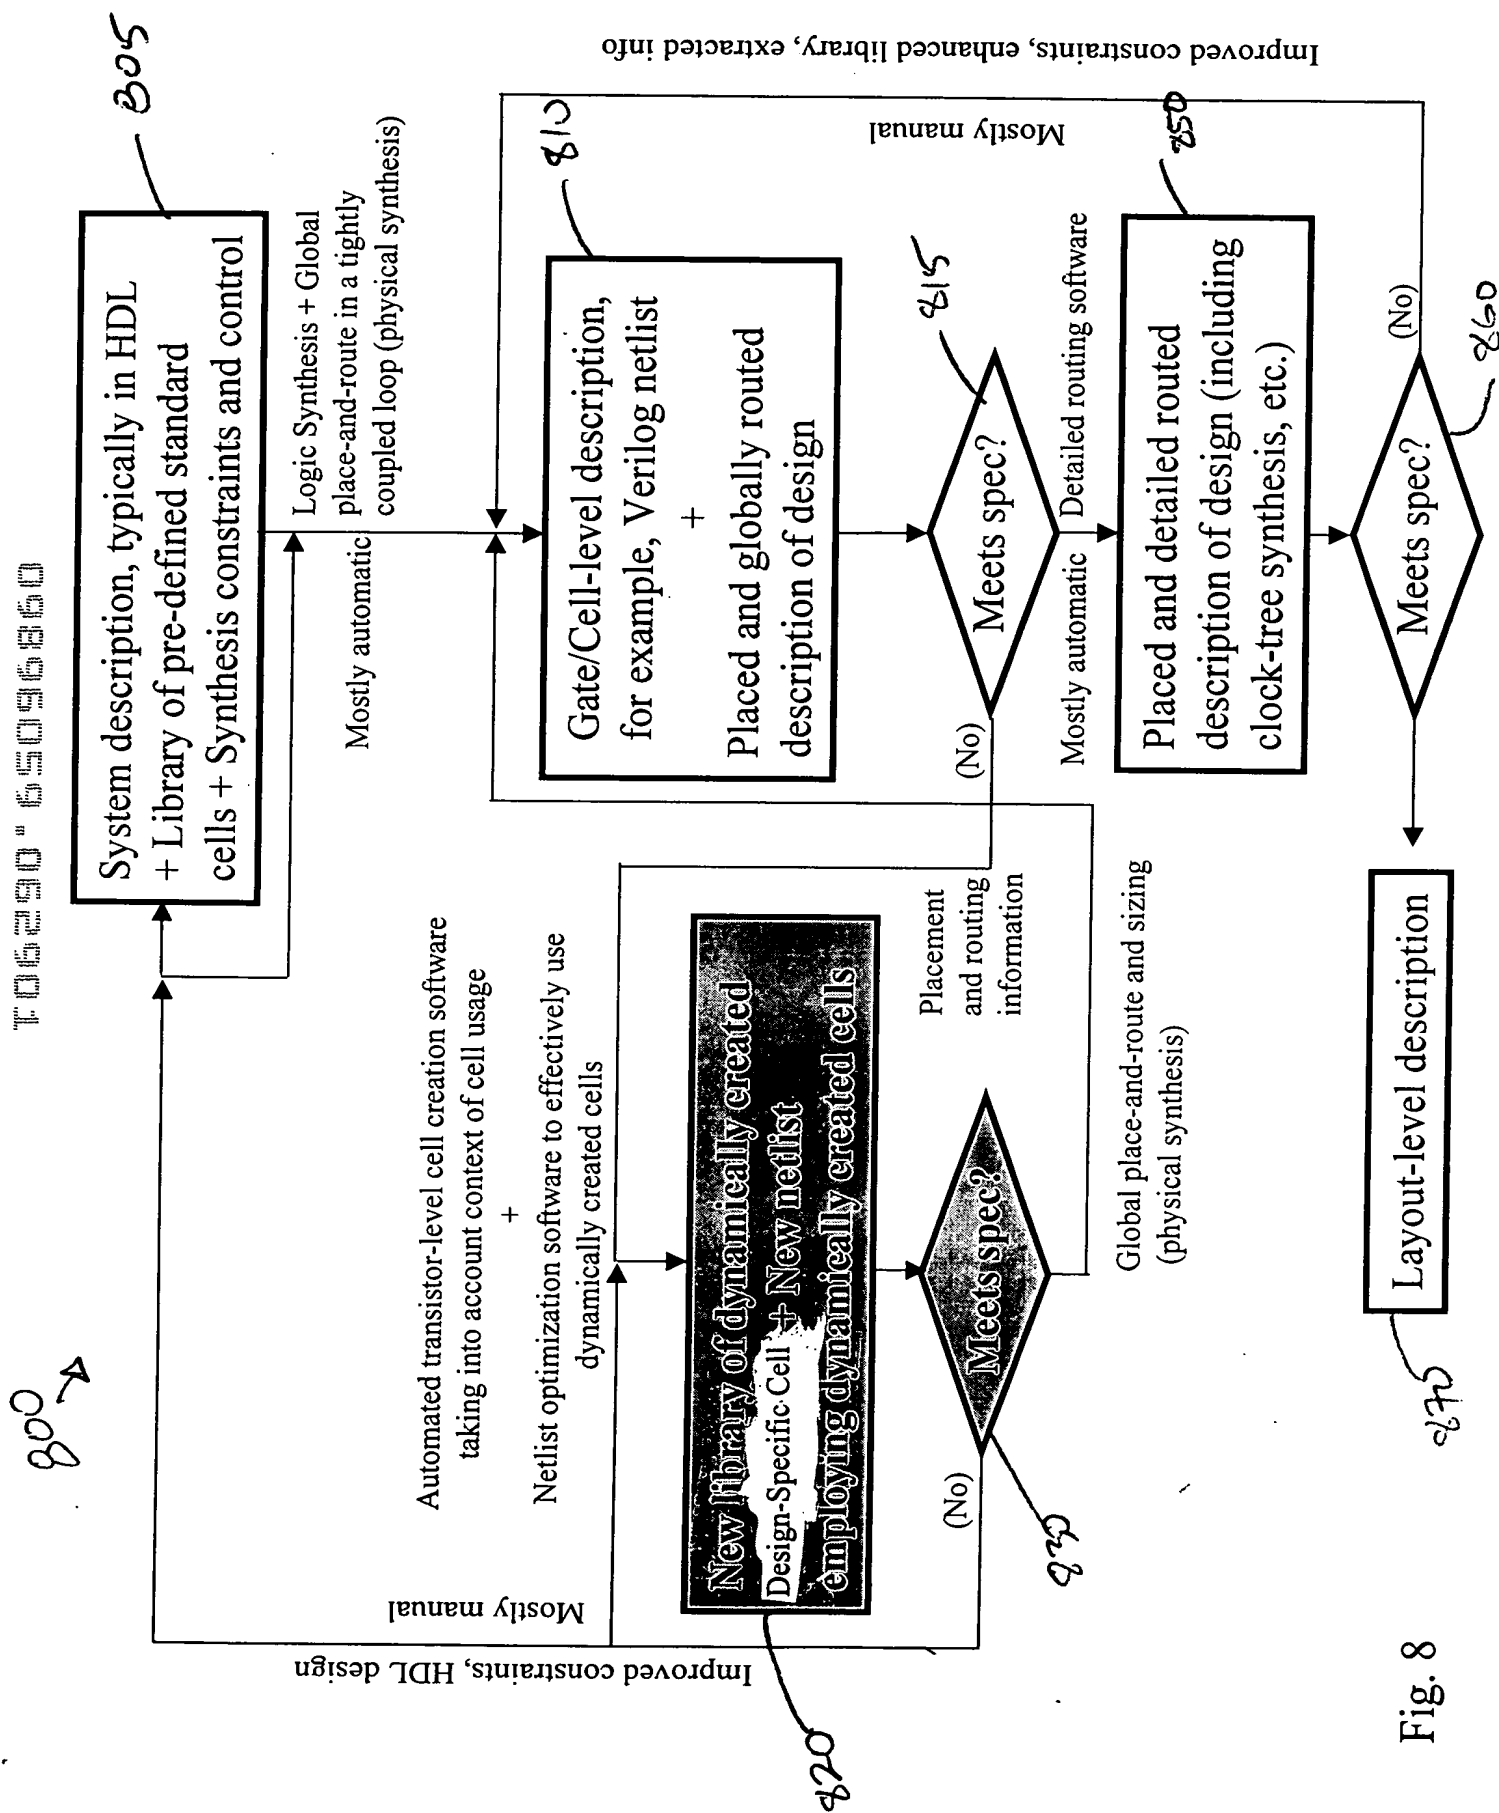 09896059.062901
800
805
System description, typically in HDL
+ Library of pre-defined standard
cells + Synthesis constraints and control
Logic Synthesis + Global
place-and-route in a tightly
coupled loop (physical synthesis)
Mostly automatic
810
Gate/Cell-level description,
for example, Verilog netlist
+
Placed and globally routed
description of design
815
Meets spec?
(No)
Mostly automatic
Detailed routing software
850
Placed and detailed routed
description of design (including
clock-tree synthesis, etc.)
Meets spec?
(No)
860
Mostly manual
Improved constraints, enhanced library, extracted info
Automated transistor-level cell creation software
taking into account context of cell usage
+
Netlist optimization software to effectively use
dynamically created cells
Mostly manual
Improved constraints, HDL design
New library of dynamically created
Design-Specific Cell + New netlist
employing dynamically created cells
820
Placement
and routing
information
Meets spec?
(No)
830
Global place-and-route and sizing
(physical synthesis)
Layout-level description
870
Fig. 8